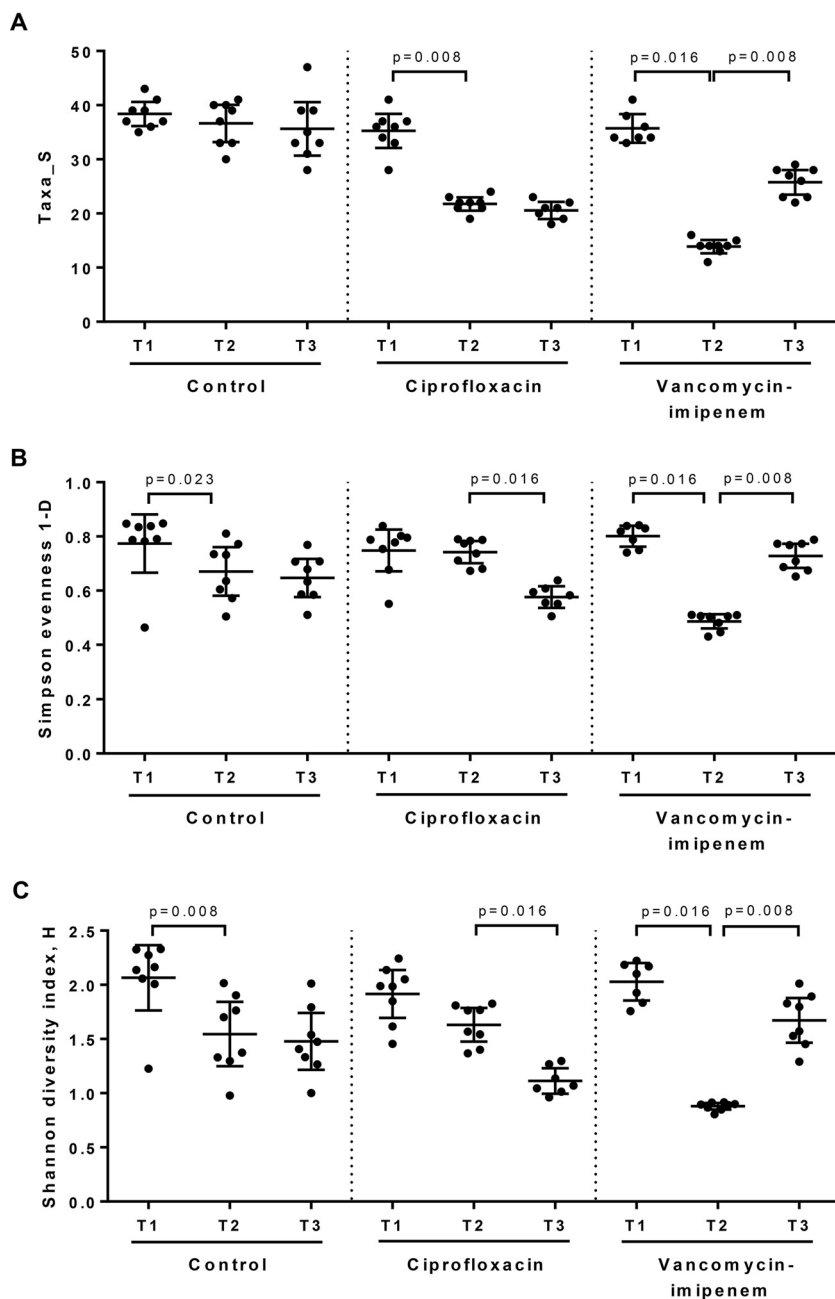 A
Taxa_S
50
40
30
20
10
0
p=0.008
p=0.016
p=0.008
T1 T2 T3 T1 T2 T3 T1 T2 T3
Control Ciprofloxacin Vancomycin-
imipenem
B
Simpson evenness 1-D
1.0
0.8
0.6
0.4
0.2
0.0
p=0.023
p=0.016
p=0.016
p=0.008
T1 T2 T3 T1 T2 T3 T1 T2 T3
Control Ciprofloxacin Vancomycin-
imipenem
C
Shannon diversity index, H
2.5
2.0
1.5
1.0
0.5
0.0
p=0.008
p=0.016
p=0.016
p=0.008
T1 T2 T3 T1 T2 T3 T1 T2 T3
Control Ciprofloxacin Vancomycin-
imipenem